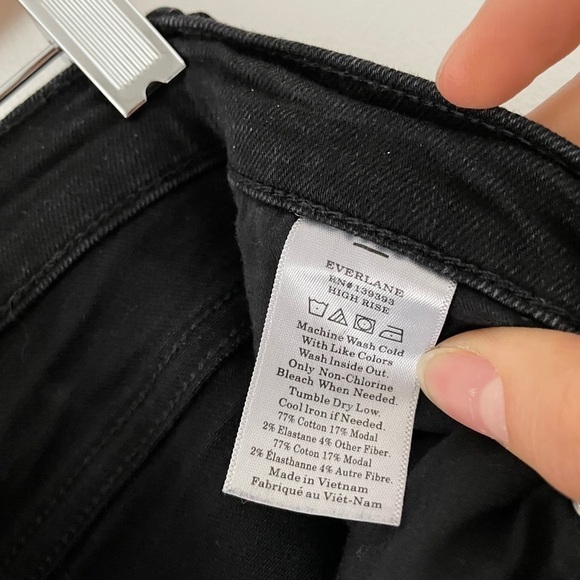 EVERLANE
RN# 139393
HIGH RISE
Machine Wash Cold
With Like Colors
Wash Inside Out.
Only Non-Chlorine
Bleach When Needed.
Tumble Dry Low.
Cool Iron if Needed.
77% Cotton 17% Modal
2% Elastane 4% Other Fiber.
77% Coton 17% Modal
2% Élasthanne 4% Autre Fibre.
Made in Vietnam
Fabriqué au Viêt-Nam